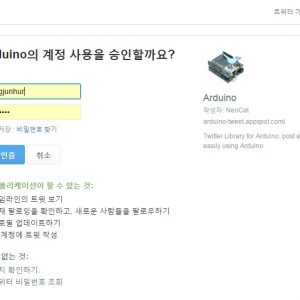 트위터 가
duino의 계정 사용을 승인할까요?
gjunhur
저장 · 비밀번호 찾기
인증
취소
Arduino
작성자: NeoCat
arduino-tweet.appspot.com/
Twitter Library for Arduino: post a
easily using Arduino
플리케이션이 할 수 있는 것:
임라인의 트윗 보기
재 팔로잉을 확인하고, 새로운 사람들을 팔로우하기
로필 업데이트하기
계정에 트윗 작성
없는 것:
지 확인하기
위터 비밀번호 조회